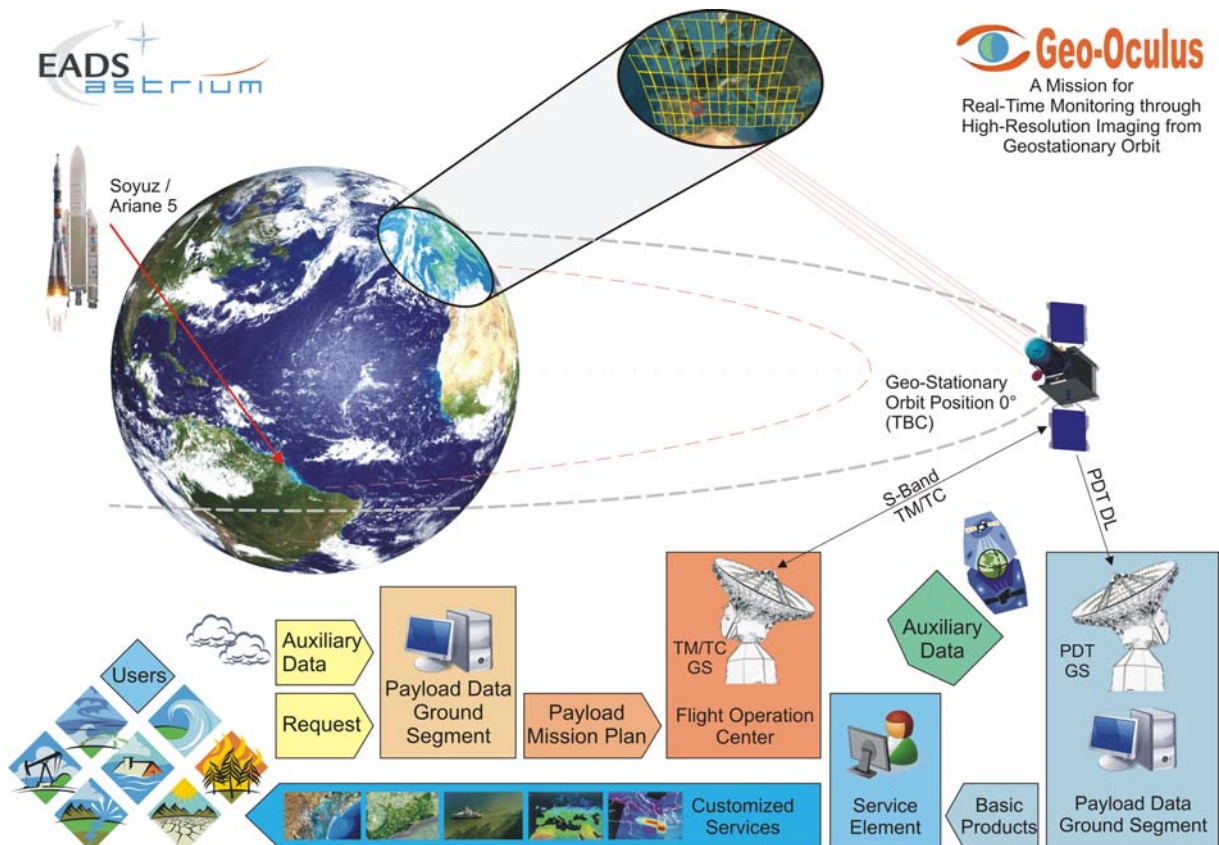 EADS
astrium
Geo-Oculus
A Mission for
Real-Time Monitoring through
High-Resolution Imaging from
Geostationary Orbit
Soyuz /
Ariane 5
Geo-Stationary
Orbit Position 0°
(TBC)
S-Band
TM/TC
PDT DL
Users
Auxiliary
Data
Request
Payload Data
Ground
Segment
Payload
Mission Plan
TM/TC
GS
Flight Operation
Center
Auxiliary
Data
PDT
GS
Payload Data
Ground Segment
Basic
Products
Service
Element
Customized
Services